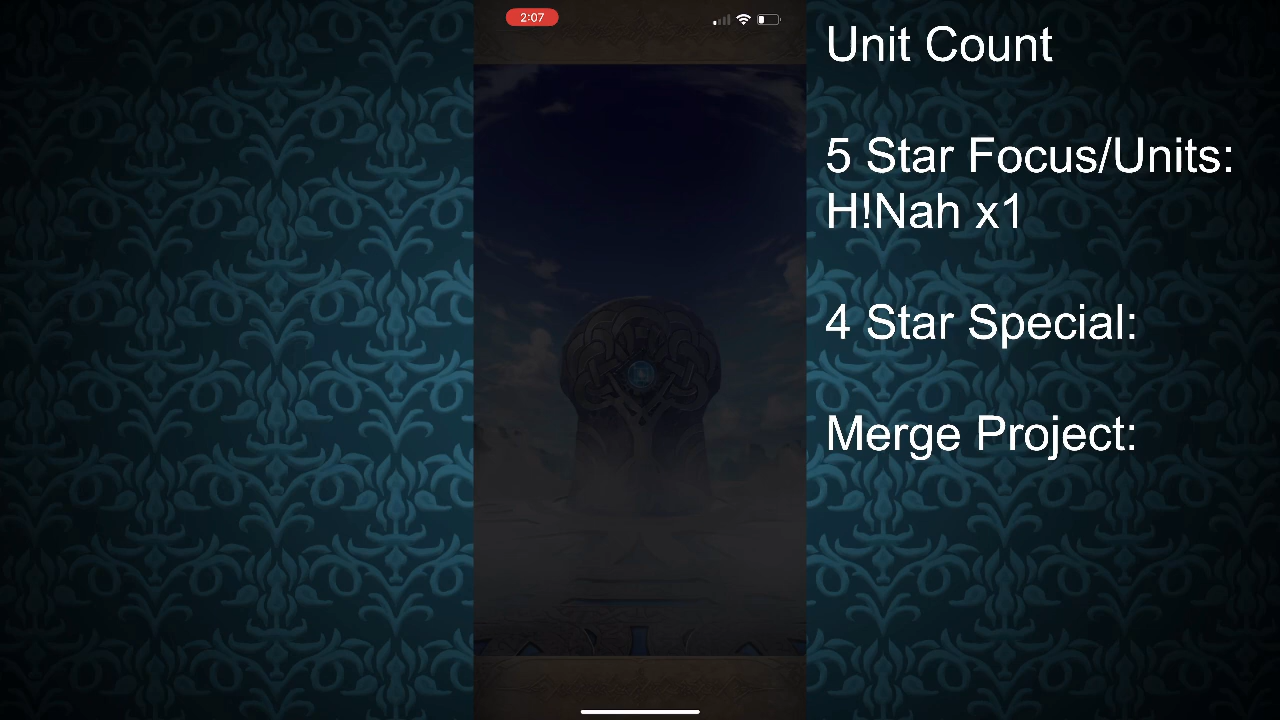 2:07
Unit Count
5 Star Focus/Units:
H!Nah x1
4 Star Special:
Merge Project: